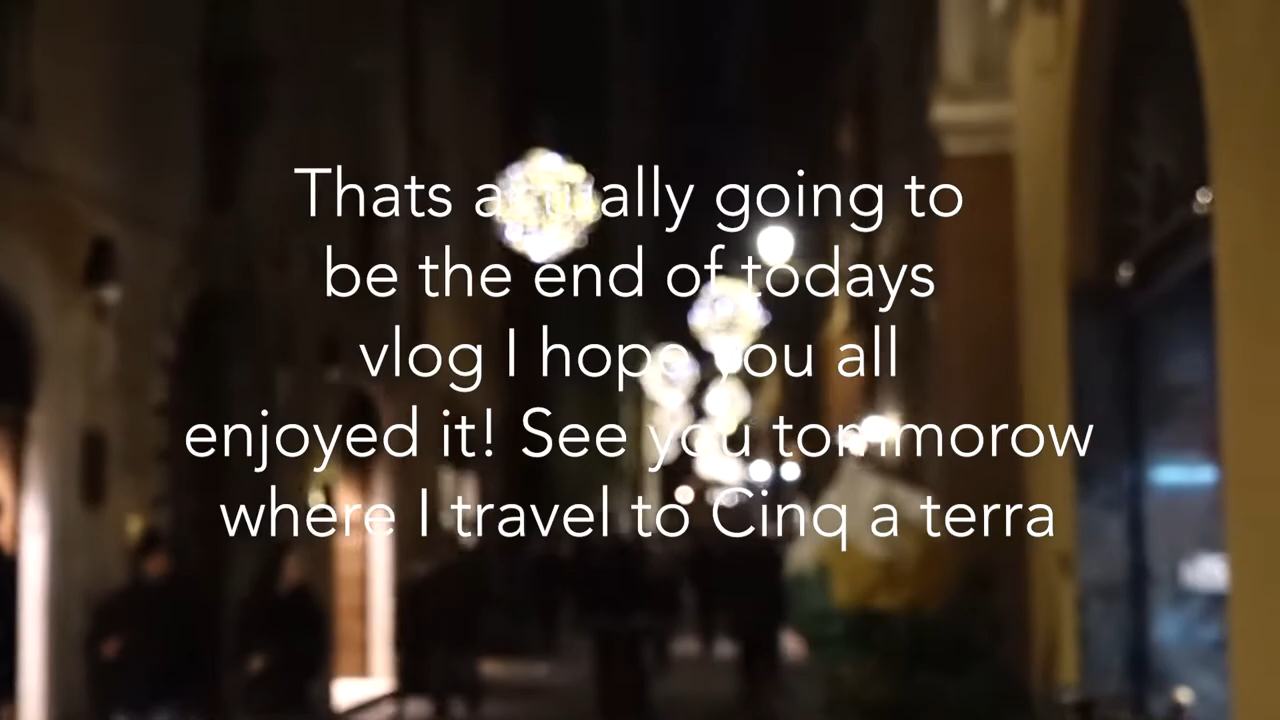 Thats actually going to
be the end of todays
vlog I hope you all
enjoyed it! See you tommorow
where I travel to Cinq a terra